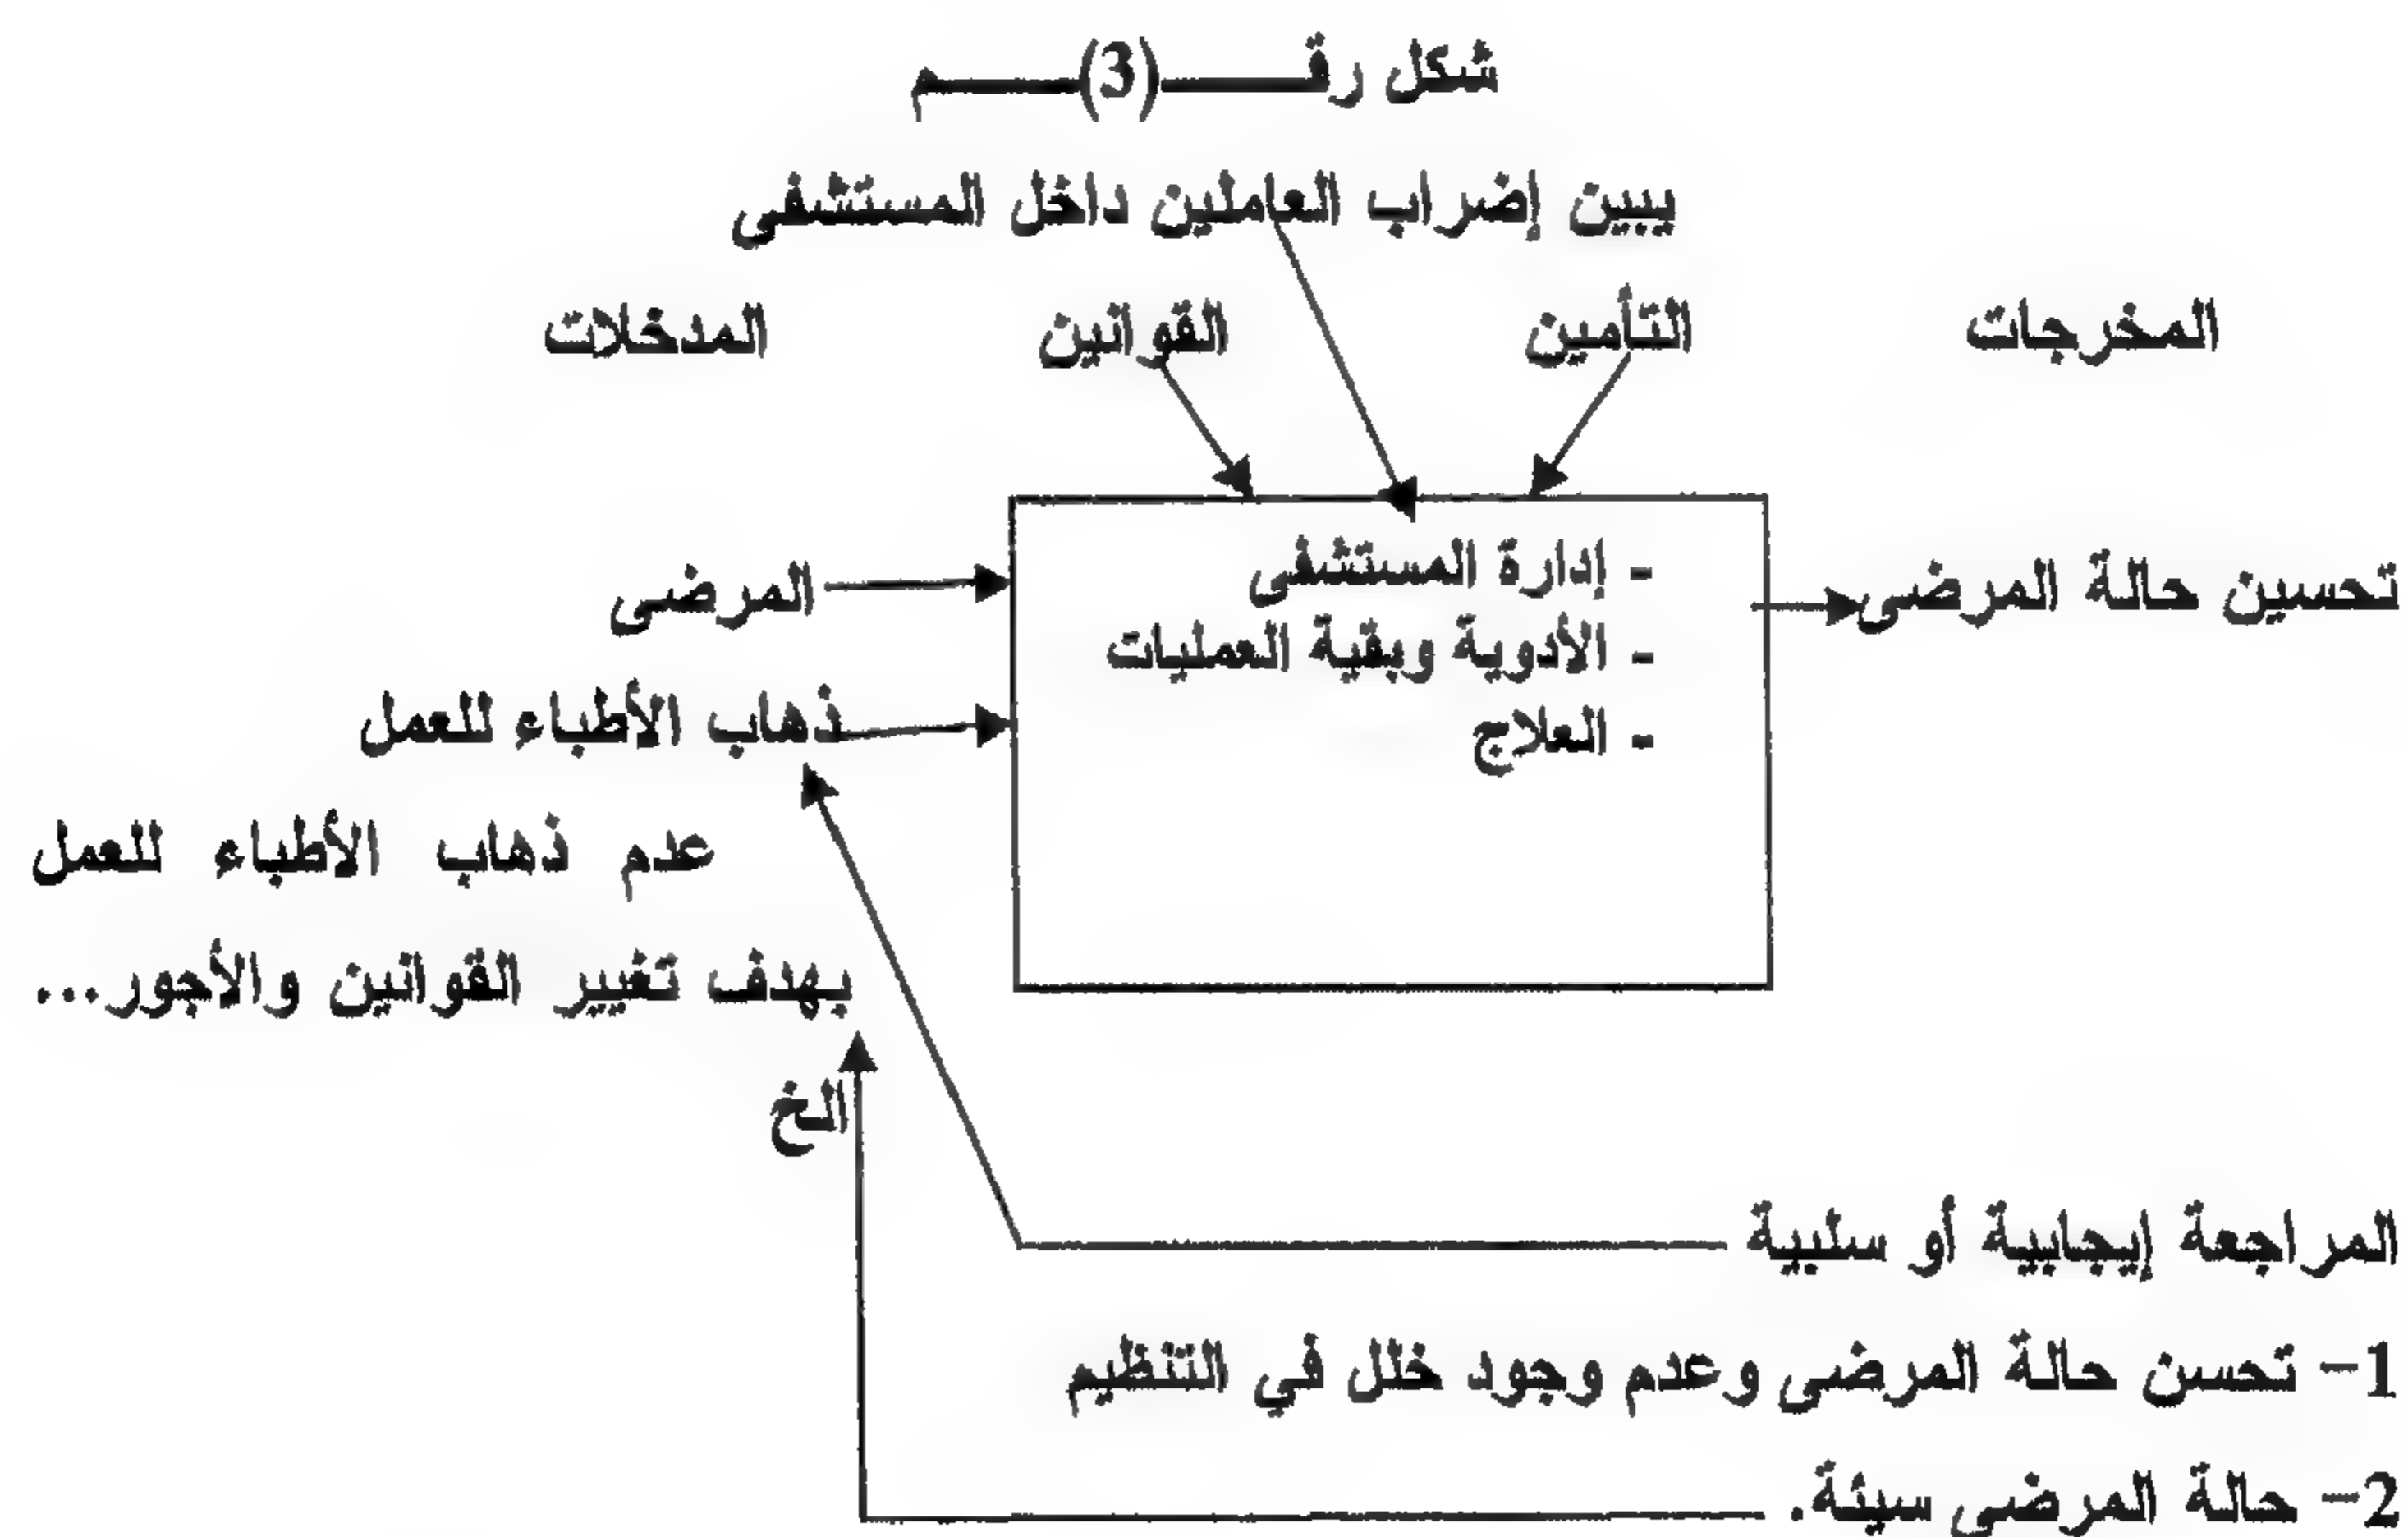 شكل رقـــــ(3)ـــــم
يبين إضراب العاملين داخل المستشفى
المخرجات التأمين القوانين المدخلات
- إدارة المستشفى
- الأدوية وبقية العمليات
- العلاج
تحسين حالة المرضى
المرضى
ذهاب الأطباء للعمل
عدم ذهاب الأطباء للعمل
بهدف تغيير القوانين والأجور...
الخ
المراجعة إيجابية أو سلبية
1- تحسن حالة المرضى وعدم وجود خلل في التنظيم
2- حالة المرضى سيئة.